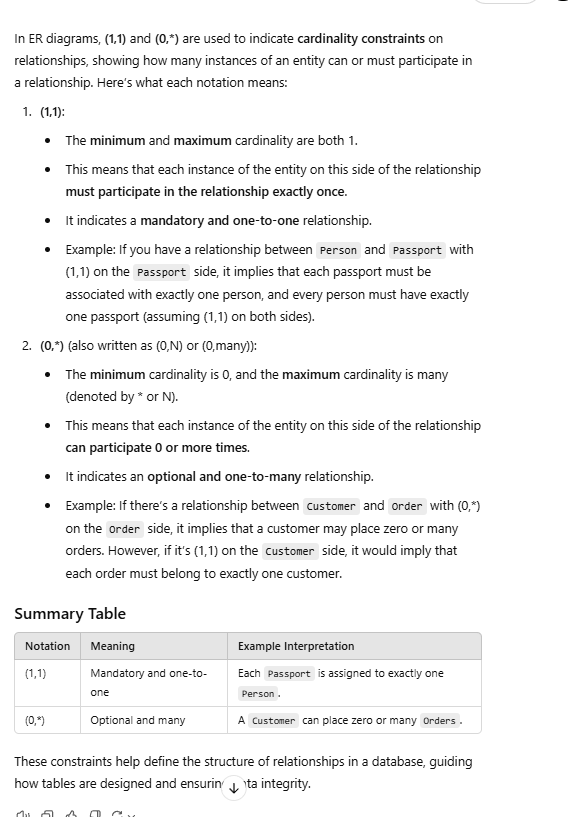 In ER diagrams, (1,1) and (0,*) are used to indicate cardinality constraints on
relationships, showing how many instances of an entity can or must participate in
a relationship. Here's what each notation means:
1. (1,1):
• The minimum and maximum cardinality are both 1.
• This means that each instance of the entity on this side of the relationship
must participate in the relationship exactly once.
• It indicates a mandatory and one-to-one relationship.
• Example: If you have a relationship between Person and Passport with
(1,1) on the Passport side, it implies that each passport must be
associated with exactly one person, and every person must have exactly
one passport (assuming (1,1) on both sides).
2. (0,*) (also written as (0,N) or (0,many)):
• The minimum cardinality is 0, and the maximum cardinality is many
(denoted by * or N).
• This means that each instance of the entity on this side of the relationship
can participate 0 or more times.
• It indicates an optional and one-to-many relationship.
• Example: If there's a relationship between Customer and Order with (0,*)
on the Order side, it implies that a customer may place zero or many
orders. However, if it's (1,1) on the Customer side, it would imply that
each order must belong to exactly one customer.
Summary Table
Notation Meaning Example Interpretation
(1,1) Mandatory and one-to-one Each Passport is assigned to exactly one Person.
(0,*) Optional and many A Customer can place zero or many Orders.
These constraints help define the structure of relationships in a database, guiding
how tables are designed and integrity.